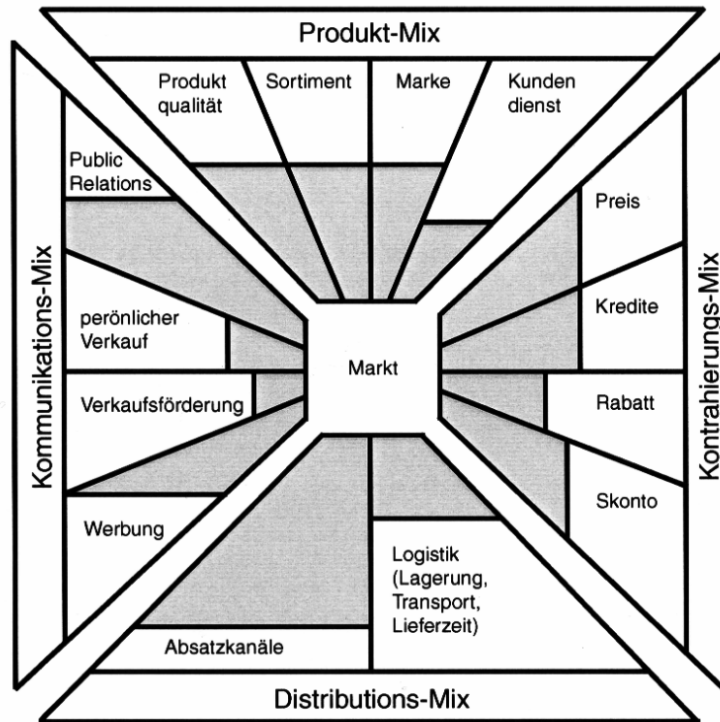 Produkt-Mix
Produkt
qualität
Sortiment
Marke
Kunden
dienst
Kommunikations-Mix
Public
Relations
perönlicher
Verkauf
Verkaufsförderung
Werbung
Markt
Preis
Kredite
Rabatt
Skonto
Kontrahierungs-Mix
Logistik
(Lagerung,
Transport,
Lieferzeit)
Absatzkanäle
Distributions-Mix